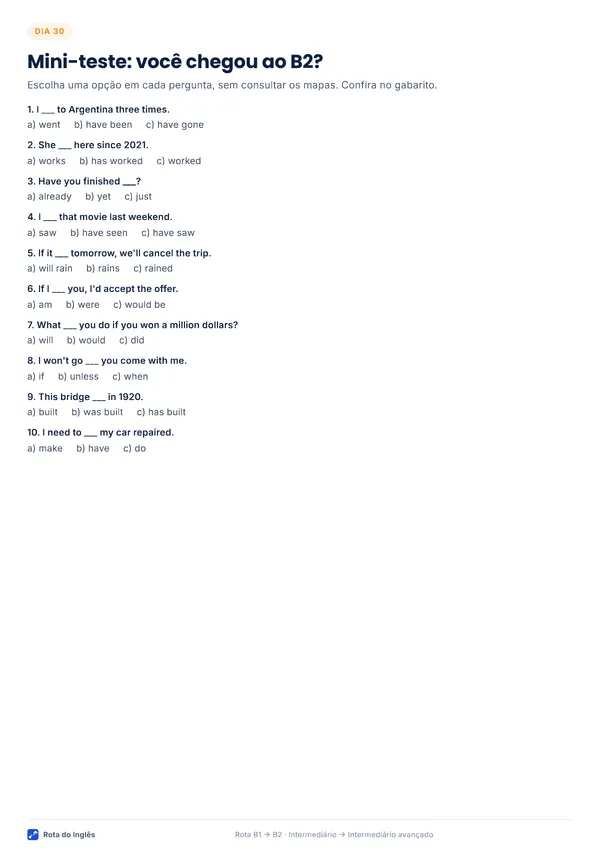 DIA 30
Mini-teste: você chegou ao B2?
Escolha uma opção em cada pergunta, sem consultar os mapas. Confira no gabarito.
1. I ___ to Argentina three times.
a) went b) have been c) have gone
2. She ___ here since 2021.
a) works b) has worked c) worked
3. Have you finished ___?
a) already b) yet c) just
4. I ___ that movie last weekend.
a) saw b) have seen c) have saw
5. If it ___ tomorrow, we'll cancel the trip.
a) will rain b) rains c) rained
6. If I ___ you, I'd accept the offer.
a) am b) were c) would be
7. What ___ you do if you won a million dollars?
a) will b) would c) did
8. I won't go ___ you come with me.
a) if b) unless c) when
9. This bridge ___ in 1920.
a) built b) was built c) has built
10. I need to ___ my car repaired.
a) make b) have c) do
Rota do Inglês Rota B1 → B2 · Intermediário → Intermediário avançado